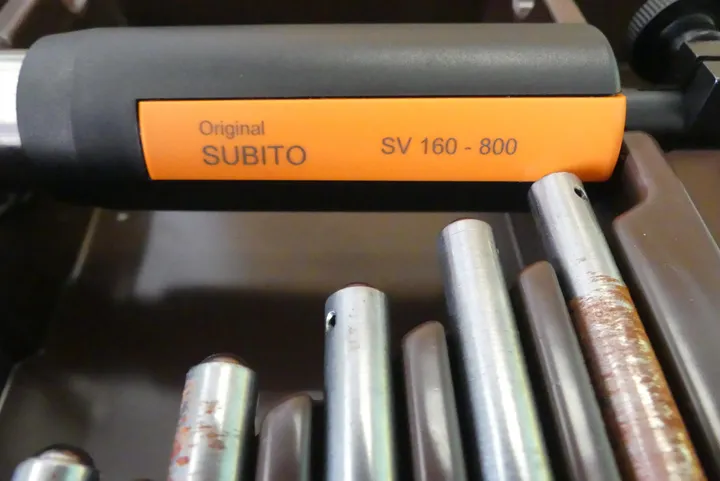 Original
SUBITO
SV 160 - 800